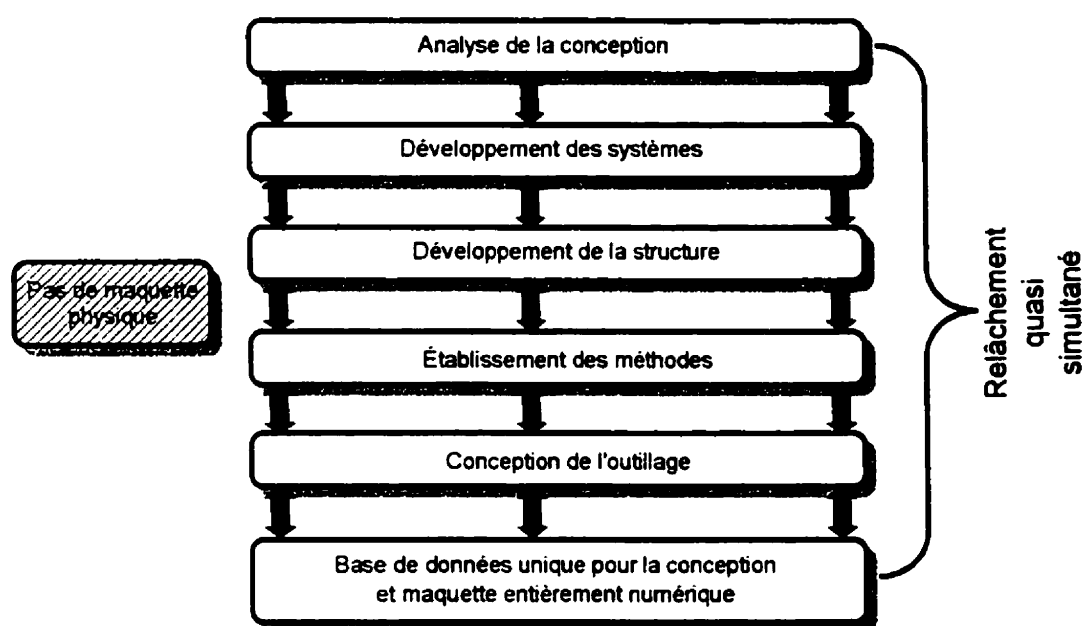 Analyse de la conception
Développement des systèmes
Développement de la structure
Pas de maquette
physique
Établissement des méthodes
Conception de l'outillage
Base de données unique pour la conception
et maquette entièrement numérique
Relâchement
quasi
simultané